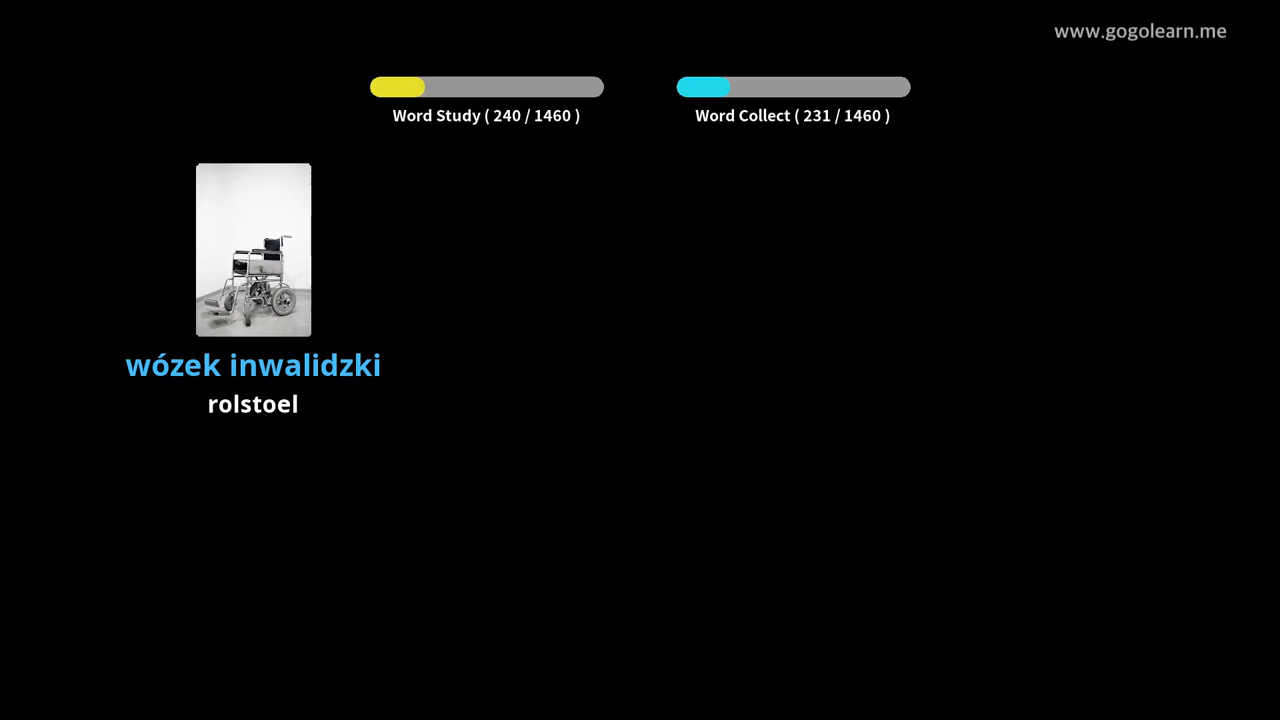 www.gogolearn.me
Word Study ( 240 / 1460 )
Word Collect ( 231 / 1460 )
wózek inwalidzki
rolstoel